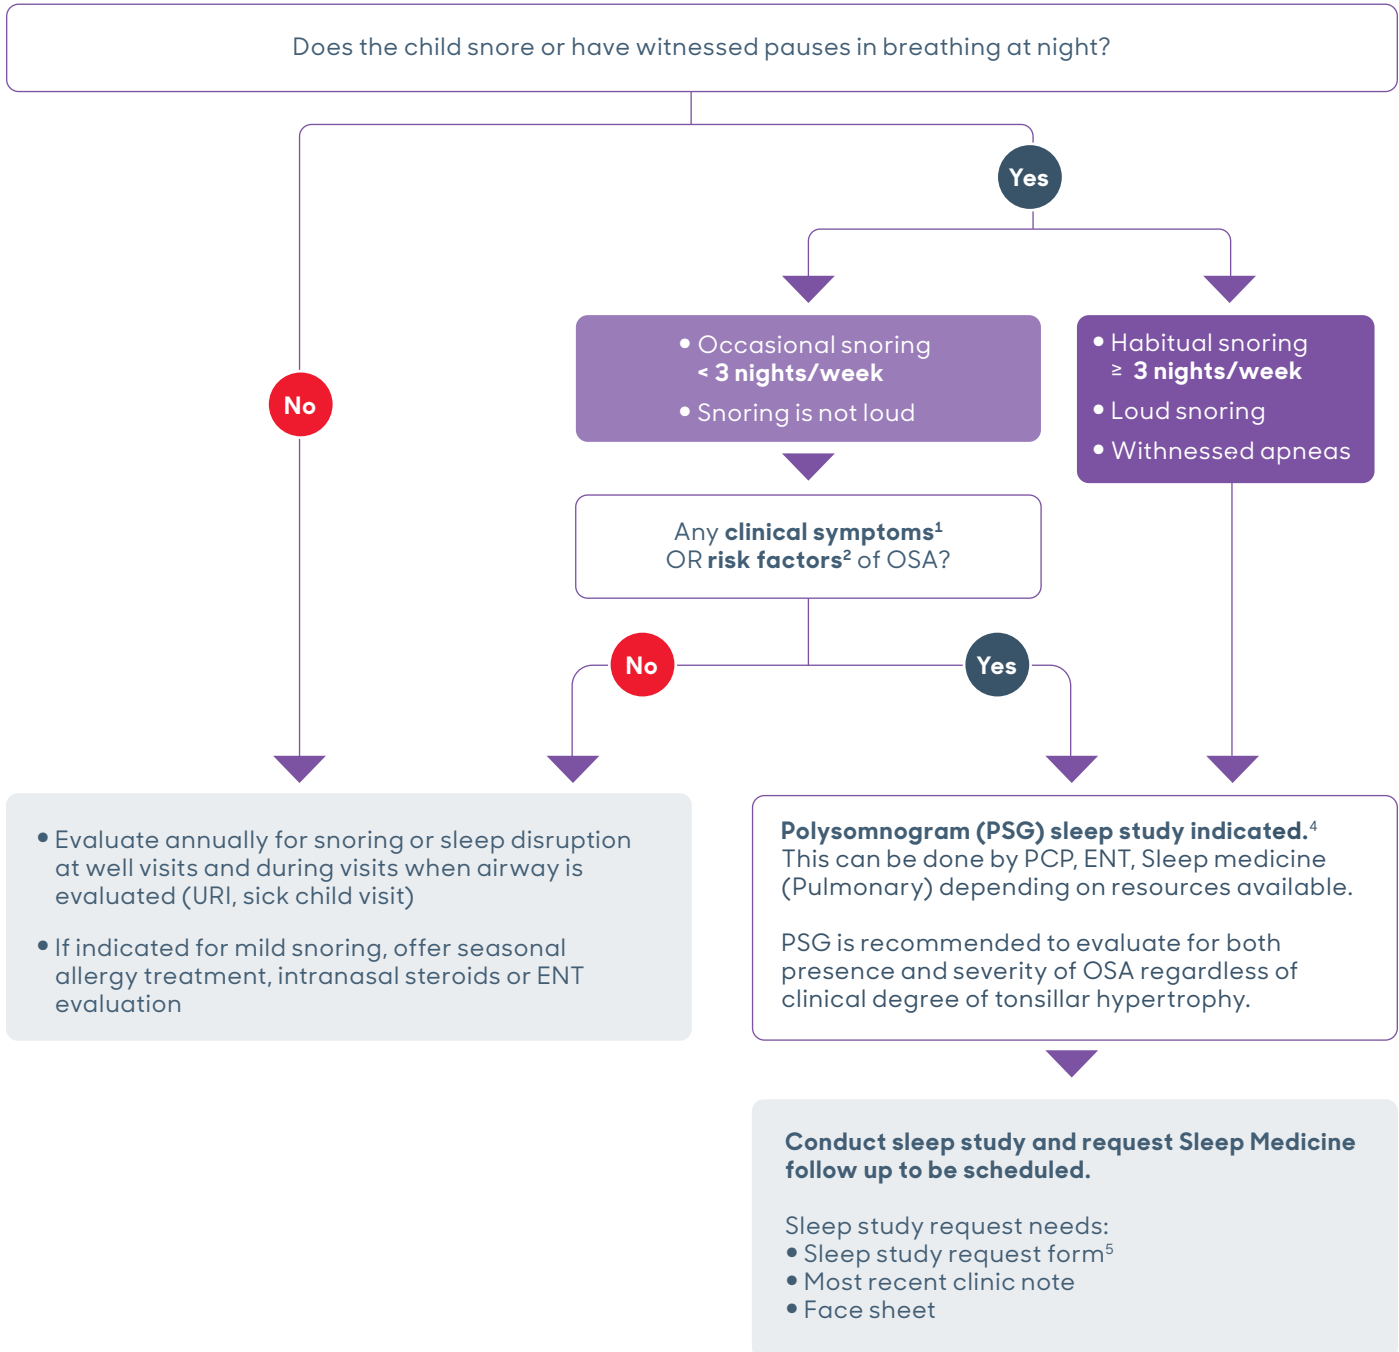 Does the child snore or have witnessed pauses in breathing at night?
Yes
No
• Occasional snoring
< 3 nights/week
• Snoring is not loud
• Habitual snoring
≥ 3 nights/week
• Loud snoring
• Withnessed apneas
Any clinical symptoms¹
OR risk factors² of OSA?
No
Yes
• Evaluate annually for snoring or sleep disruption
at well visits and during visits when airway is
evaluated (URI, sick child visit)
• If indicated for mild snoring, offer seasonal
allergy treatment, intranasal steroids or ENT
evaluation
Polysomnogram (PSG) sleep study indicated.⁴
This can be done by PCP, ENT, Sleep medicine
(Pulmonary) depending on resources available.
PSG is recommended to evaluate for both
presence and severity of OSA regardless of
clinical degree of tonsillar hypertrophy.
Conduct sleep study and request Sleep Medicine
follow up to be scheduled.
Sleep study request needs:
• Sleep study request form⁵
• Most recent clinic note
• Face sheet